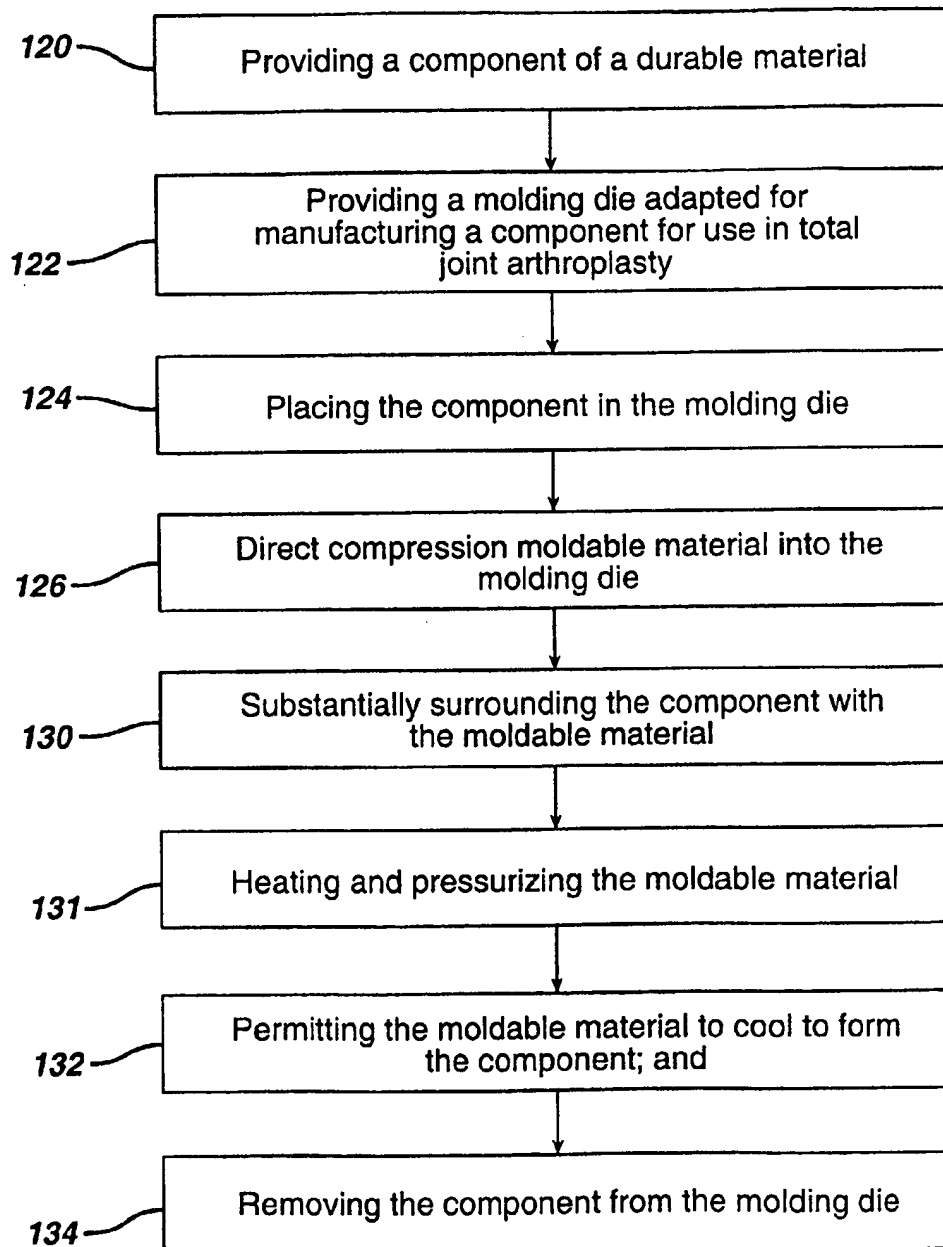 120
Providing a component of a durable material
Providing a molding die adapted for
manufacturing a component for use in total
joint arthroplasty
122
124
Placing the component in the molding die
Direct compression moldable material into the
molding die
126
Substantially surrounding the component with
the moldable material
130
Heating and pressurizing the moldable material
131
Permitting the moldable material to cool to form
the component; and
132
Removing the component from the molding die
134